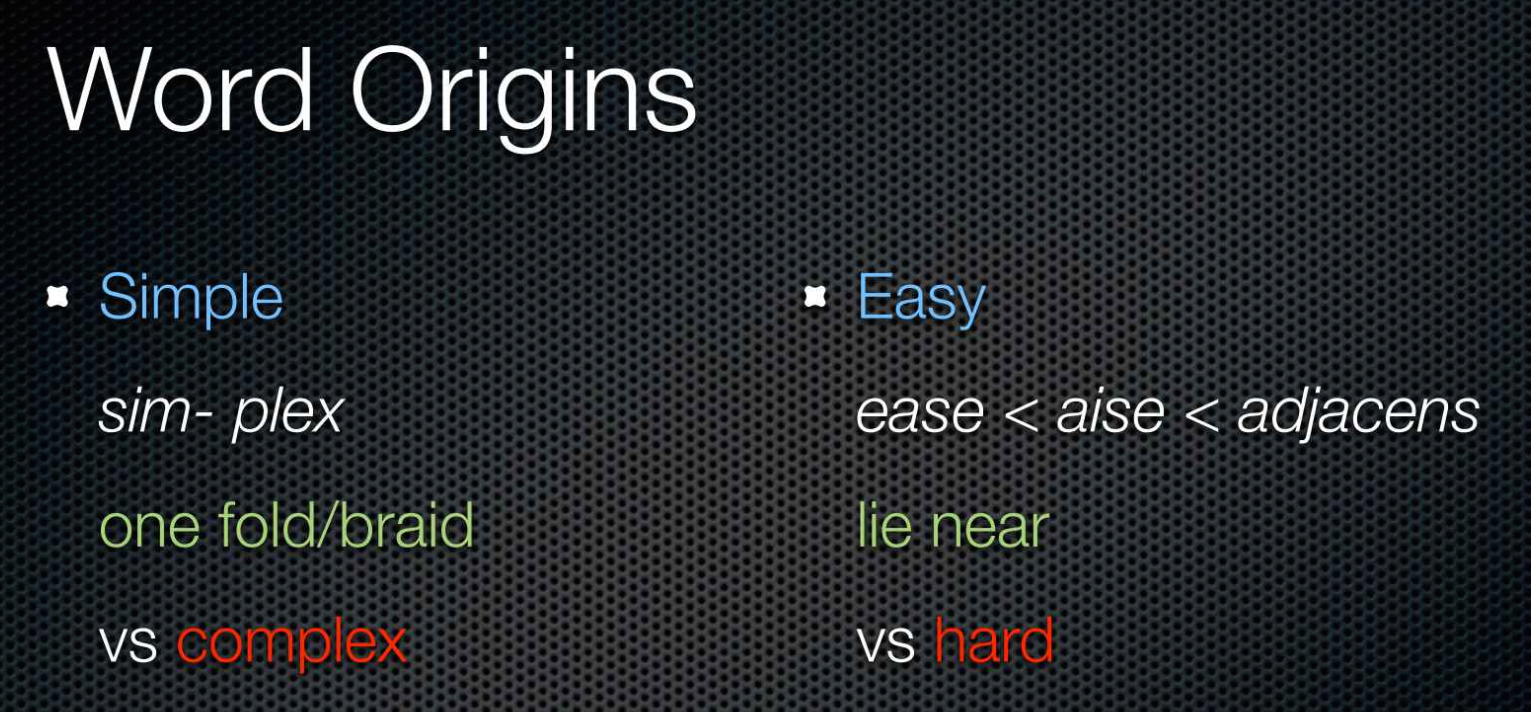 Word Origins
Simple
sim- plex
one fold/braid
vs complex
Easy
ease < aise < adjacens
lie near
vs hard